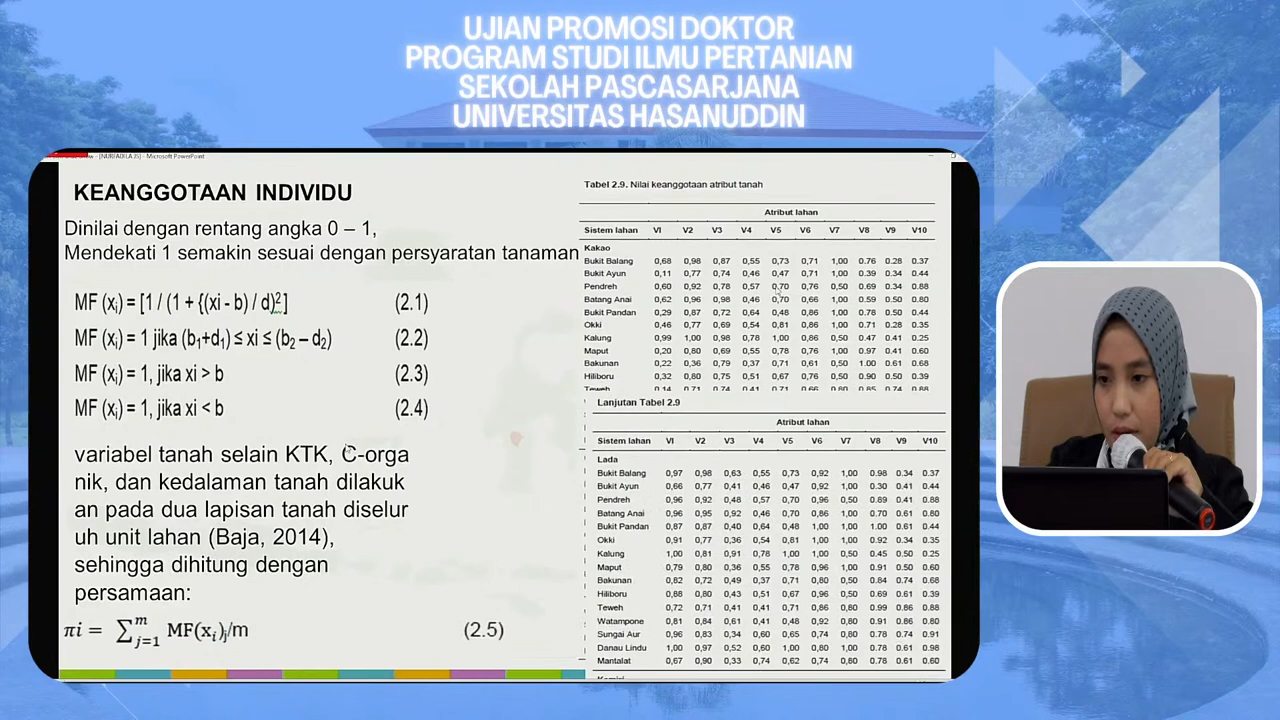 UJIAN PROMOSI DOKTOR
PROGRAM STUDI ILMU PERTANIAN
SEKOLAH PASCASARJANA
UNIVERSITAS HASANUDDIN
Microsoft PowerPoint
KEANGGOTAAN INDIVIDU
Dinilai dengan rentang angka 0 – 1,
Mendekati 1 semakin sesuai dengan persyaratan tanaman
MF (xᵢ) = [1 / (1 + {(xi - b) / d)²] (2.1)
MF (xᵢ) = 1 jika (b₁+d₁) ≤ xi ≤ (b₂ – d₂) (2.2)
MF (xᵢ) = 1, jika xi > b (2.3)
MF (xᵢ) = 1, jika xi < b (2.4)
variabel tanah selain KTK, C-orga
nik, dan kedalaman tanah dilakuk
an pada dua lapisan tanah diselur
uh unit lahan (Baja, 2014),
sehingga dihitung dengan
persamaan:
πi = ∑ᵐⱼ₌₁ MF(xᵢ)ⱼ/m (2.5)
Tabel 2.9. Nilai keanggotaan atribut tanah
Atribut lahan
Sistem lahan VI V2 V3 V4 V5 V6 V7 V8 V9 V10
Kakao
Bukit Balang 0,68 0,98 0,87 0,55 0,73 0,71 1,00 0.76 0.28 0.37
Bukit Ayun 0,11 0,77 0,74 0,46 0,47 0,71 1,00 0.39 0.34 0.44
Pendreh 0,60 0,92 0,78 0,57 0,70 0,76 0,50 0.69 0.34 0.88
Batang Anai 0,62 0,96 0,98 0,46 0,70 0,66 1,00 0.59 0.50 0.80
Bukit Pandan 0,29 0,87 0,72 0,64 0,48 0,86 1,00 0.78 0.50 0.44
Okki 0,46 0,77 0,69 0,54 0,81 0,86 1,00 0.71 0.28 0.35
Kalung 0,99 1,00 0,98 0,78 1,00 0,86 0,50 0.47 0.41 0.25
Maput 0,20 0,80 0,69 0,55 0,78 0,76 1,00 0.97 0.41 0.60
Bakunan 0,22 0,36 0,79 0,37 0,71 0,61 0,50 1.00 0.61 0.68
Hiliboru 0,32 0,80 0,75 0,51 0,67 0,76 0,50 0.90 0.50 0.39
Teweh 0,14 0,71 0,74 0,41 0,71 0,66 0,80 0.85 0.74 0.88
Lanjutan Tabel 2.9
Atribut lahan
Sistem lahan VI V2 V3 V4 V5 V6 V7 V8 V9 V10
Lada
Bukit Balang 0,97 0,98 0,63 0,55 0,73 0,92 1,00 0.98 0.34 0.37
Bukit Ayun 0,66 0,77 0,41 0,46 0,47 0,92 1,00 0.30 0.41 0.44
Pendreh 0,96 0,92 0,48 0,57 0,70 0,96 0,50 0.89 0.41 0.88
Batang Anai 0,96 0,95 0,92 0,46 0,70 0,86 1,00 0.70 0.61 0.80
Bukit Pandan 0,87 0,87 0,40 0,64 0,48 1,00 1,00 1.00 0.61 0.44
Okki 0,91 0,77 0,36 0,54 0,81 1,00 1,00 0.92 0.34 0.35
Kalung 1,00 0,81 0,91 0,78 1,00 1,00 0,50 0.45 0.50 0.25
Maput 0,79 0,80 0,36 0,55 0,78 0,96 1,00 0.91 0.50 0.60
Bakunan 0,82 0,72 0,49 0,37 0,71 0,80 0,50 0.84 0.74 0.68
Hiliboru 0,88 0,80 0,43 0,51 0,67 0,96 0,50 0.88 0.61 0.39
Teweh 0,72 0,71 0,41 0,41 0,71 0,86 0,80 0.99 0.86 0.88
Watampone 0,81 0,84 0,61 0,41 0,48 0,92 0,80 0.91 0.86 0.80
Sungai Aur 0,96 0,83 0,34 0,60 0,65 0,74 0,80 0.78 0.74 0.91
Danau Lindu 1,00 0,97 0,52 0,60 1,00 0,80 1,00 0.78 0.61 0.98
Mantalat 0,67 0,90 0,33 0,74 0,62 0,74 0,80 0.78 0.61 0.60